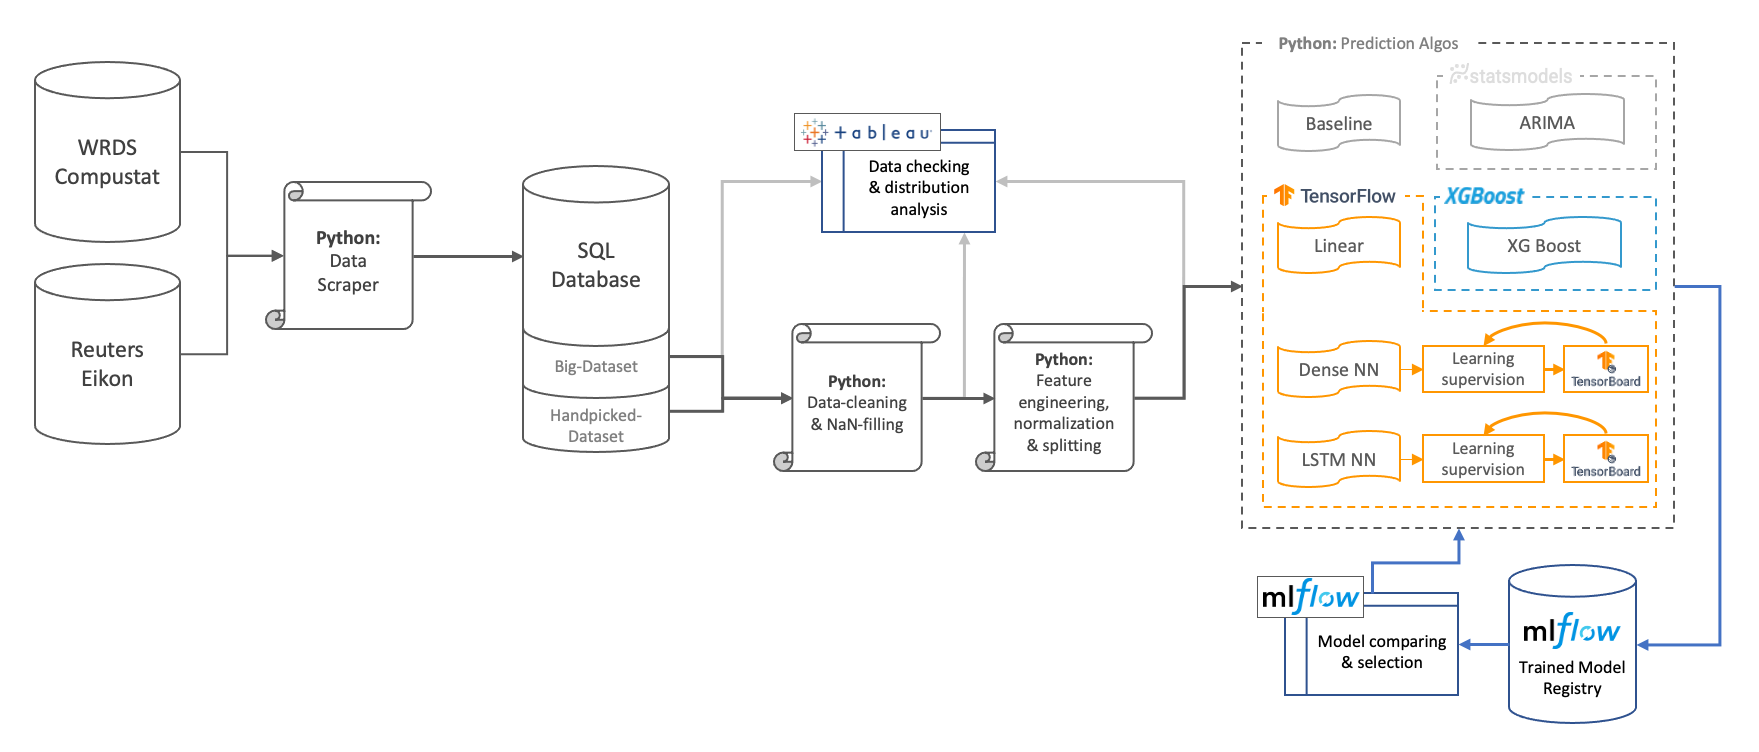 WRDS
Compustat
Reuters
Eikon
Python:
Data
Scraper
SQL
Database
Big-Dataset
Handpicked-
Dataset
+ableau
Data checking
& distribution
analysis
Python:
Data-cleaning
& NaN-filling
Python:
Feature
engineering,
normalization
& splitting
Python: Prediction Algos
Baseline
statsmodels
ARIMA
TensorFlow
Linear
XGBoost
XG Boost
Dense NN
Learning
supervision
TensorBoard
LSTM NN
Learning
supervision
TensorBoard
mlflow
Model comparing
& selection
mlflow
Trained Model
Registry